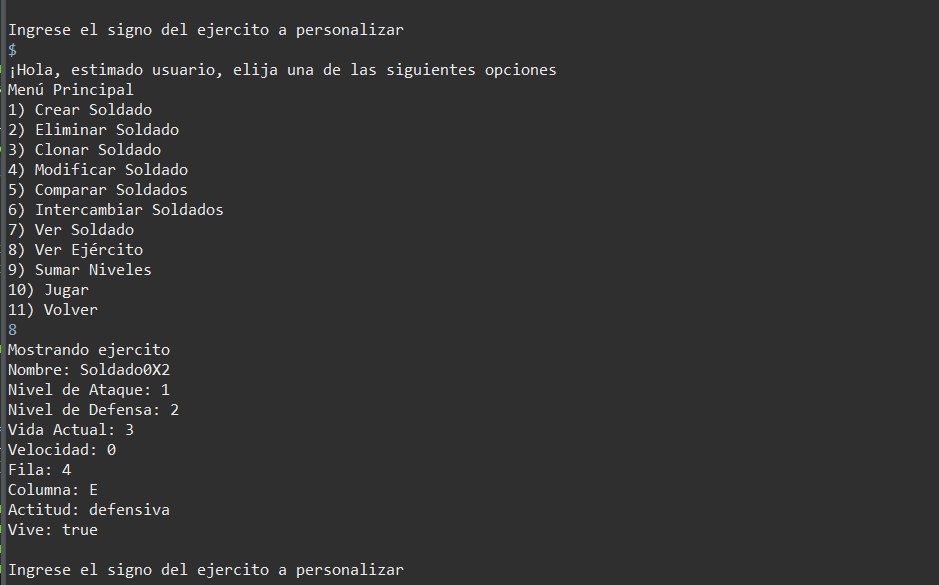 Ingrese el signo del ejercito a personalizar
$
¡Hola, estimado usuario, elija una de las siguientes opciones
Menú Principal
1) Crear Soldado
2) Eliminar Soldado
3) Clonar Soldado
4) Modificar Soldado
5) Comparar Soldados
6) Intercambiar Soldados
7) Ver Soldado
8) Ver Ejército
9) Sumar Niveles
10) Jugar
11) Volver
8
Mostrando ejercito
Nombre: Soldado0X2
Nivel de Ataque: 1
Nivel de Defensa: 2
Vida Actual: 3
Velocidad: 0
Fila: 4
Columna: E
Actitud: defensiva
Vive: true
Ingrese el signo del ejercito a personalizar